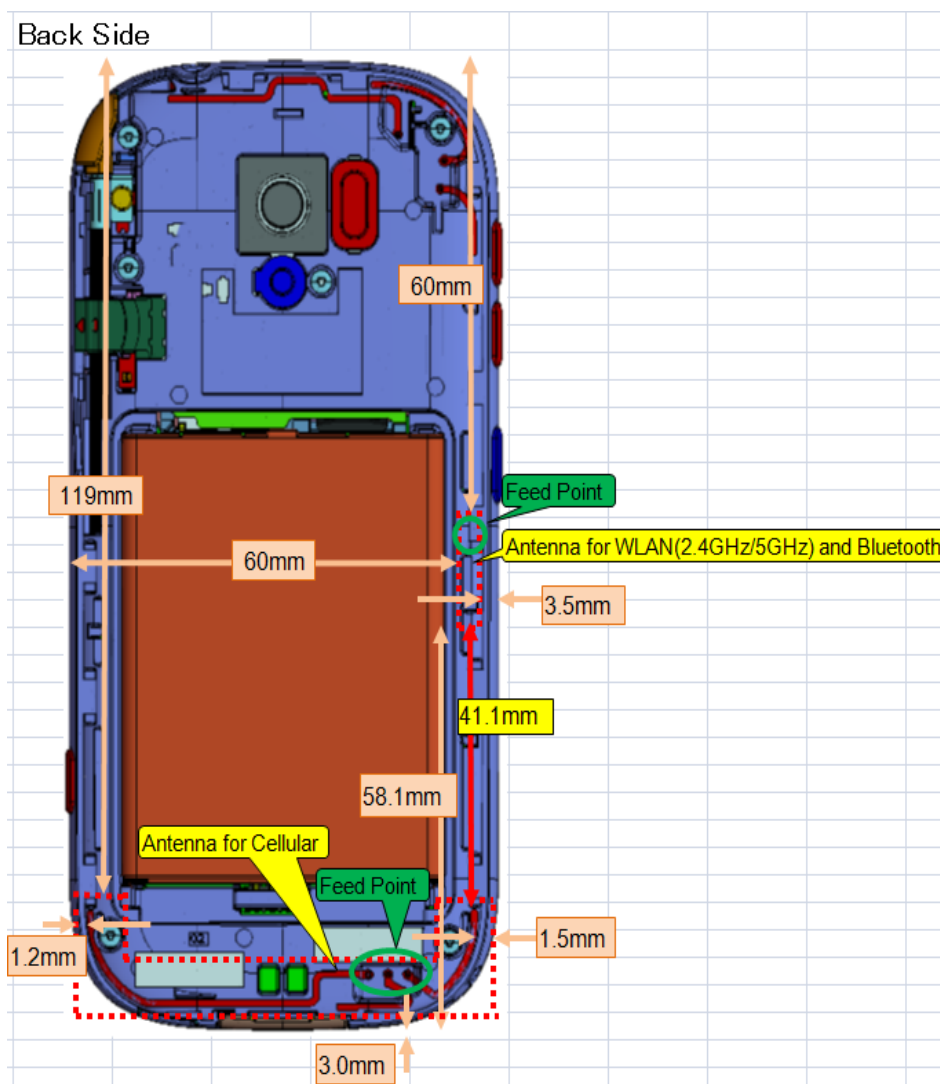 Back Side
60mm
119mm
Feed Point
Antenna for WLAN(2.4GHz/5GHz) and Bluetooth
60mm
3.5mm
41.1mm
58.1mm
Antenna for Cellular
Feed Point
1.2mm
1.5mm
3.0mm